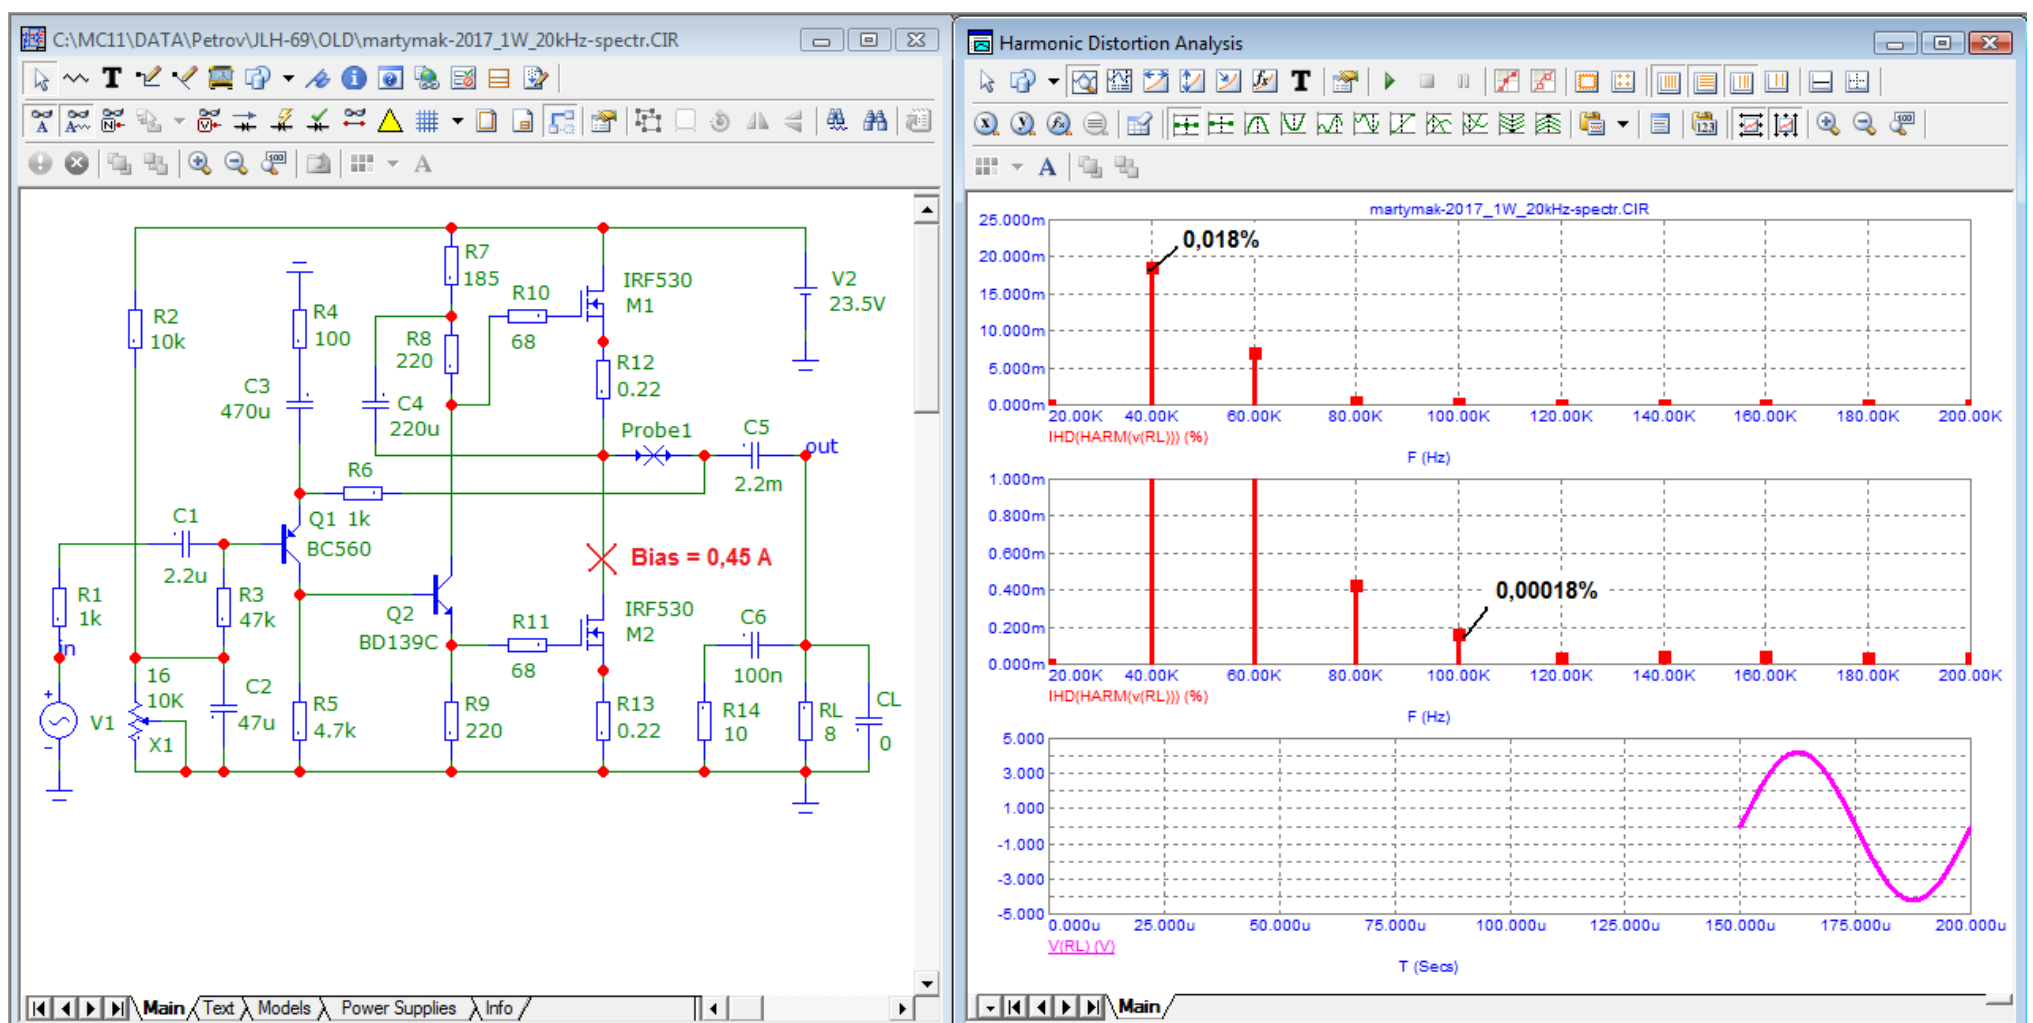 C:\MC11\DATA\Petrov\JLH-69\OLD\martymak-2017_1W_20kHz-spectr.CIR
R7
185
R10
68
IRF530
M1
V2
23.5V
R2
10k
R4
100
R8
220
R12
0.22
C3
470u
C4
220u
Probe1
C5
out
2.2m
R6
1k
C1
2.2u
Q1
BC560
Bias = 0,45 A
R1
1k
in
R3
47k
Q2
BD139C
R11
68
IRF530
M2
C6
100n
16
10K
X1
V1
C2
47u
R5
4.7k
R9
220
R13
0.22
R14
10
RL
8
CL
0
Main
Text
Models
Power Supplies
Info
Harmonic Distortion Analysis
martymak-2017_1W_20kHz-spectr.CIR
25.000m
20.000m
15.000m
10.000m
5.000m
0.000m
0,018%
20.00K 40.00K 60.00K 80.00K 100.00K 120.00K 140.00K 160.00K 180.00K 200.00K
IHD(HARM(v(RL))) (%)
F (Hz)
1.000m
0.800m
0.600m
0.400m
0.200m
0.000m
0,00018%
20.00K 40.00K 60.00K 80.00K 100.00K 120.00K 140.00K 160.00K 180.00K 200.00K
IHD(HARM(v(RL))) (%)
F (Hz)
5.000
3.000
1.000
-1.000
-3.000
-5.000
0.000u 25.000u 50.000u 75.000u 100.000u 125.000u 150.000u 175.000u 200.000u
V(RL) (V)
T (Secs)
Main